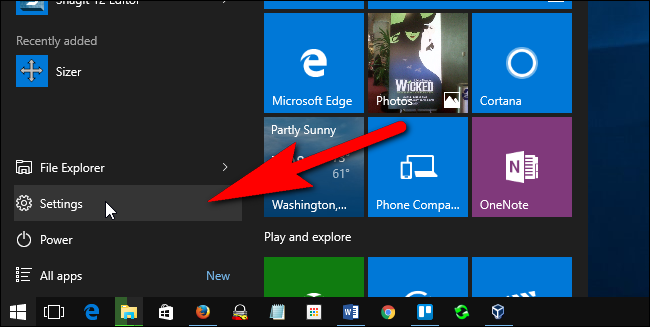 Snagit 12 Editor
Recently added
Sizer
File Explorer
Settings
Power
All apps
New
Microsoft Edge
WICKED
Photos
Cortana
Partly Sunny
61°
Washington,...
Phone Compa...
OneNote
Play and explore